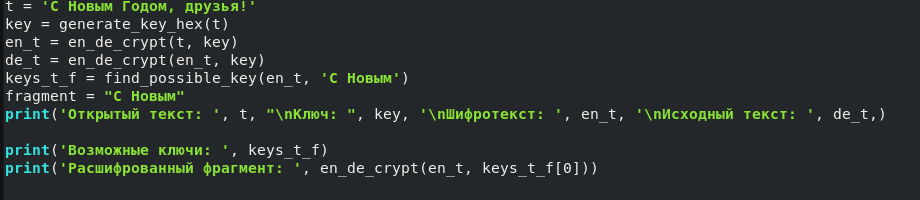 t = 'С Новым Годом, друзья!'
key = generate_key_hex(t)
en_t = en_de_crypt(t, key)
de_t = en_de_crypt(en_t, key)
keys_t_f = find_possible_key(en_t, 'С Новым')
fragment = "С Новым"
print('Открытый текст: ', t, "\nКлюч: ", key, '\nШифротекст: ', en_t, '\nИсходный текст: ', de_t,)
print('Возможные ключи: ', keys_t_f)
print('Расшифрованный фрагмент: ', en_de_crypt(en_t, keys_t_f[0]))